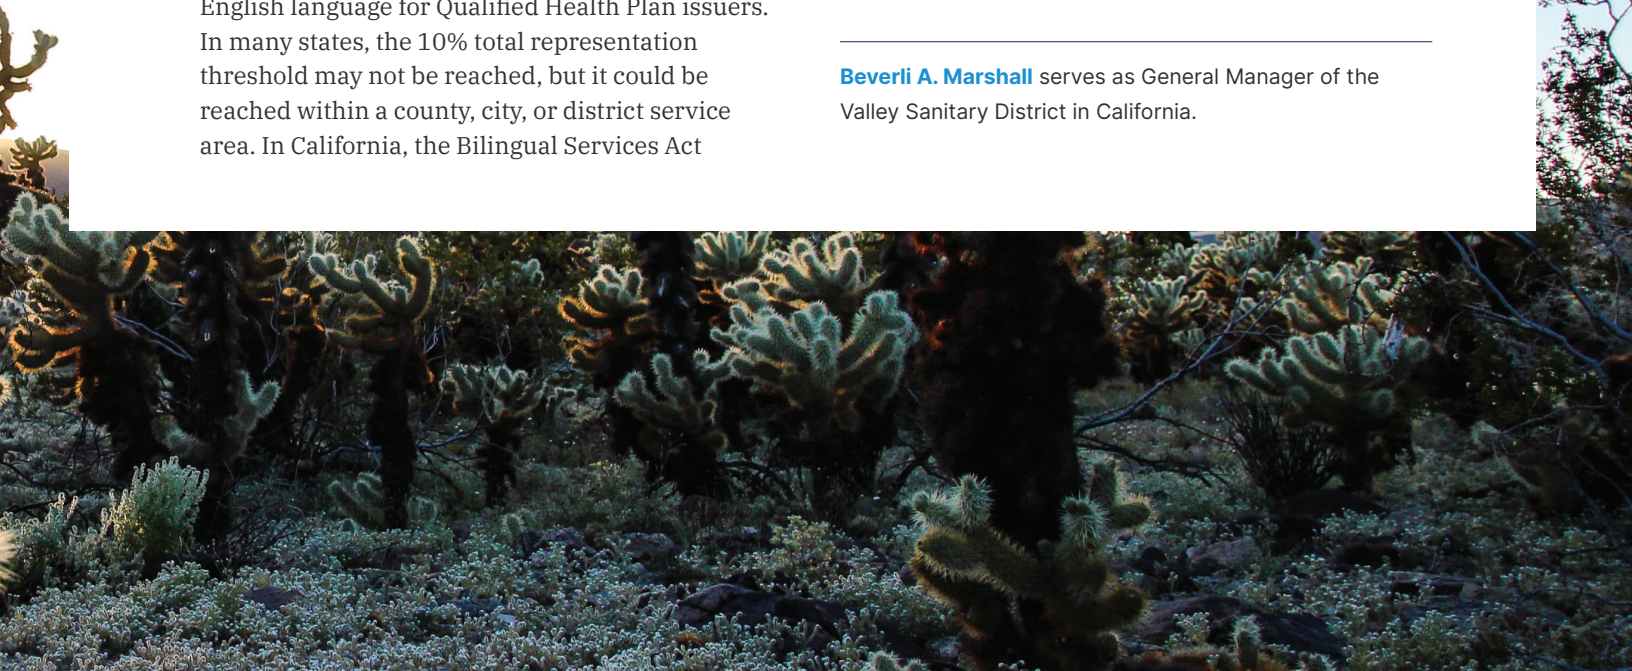 English language for Qualified Health Plan issuers.
In many states, the 10% total representation
threshold may not be reached, but it could be
reached within a county, city, or district service
area. In California, the Bilingual Services Act
Beverli A. Marshall serves as General Manager of the
Valley Sanitary District in California.